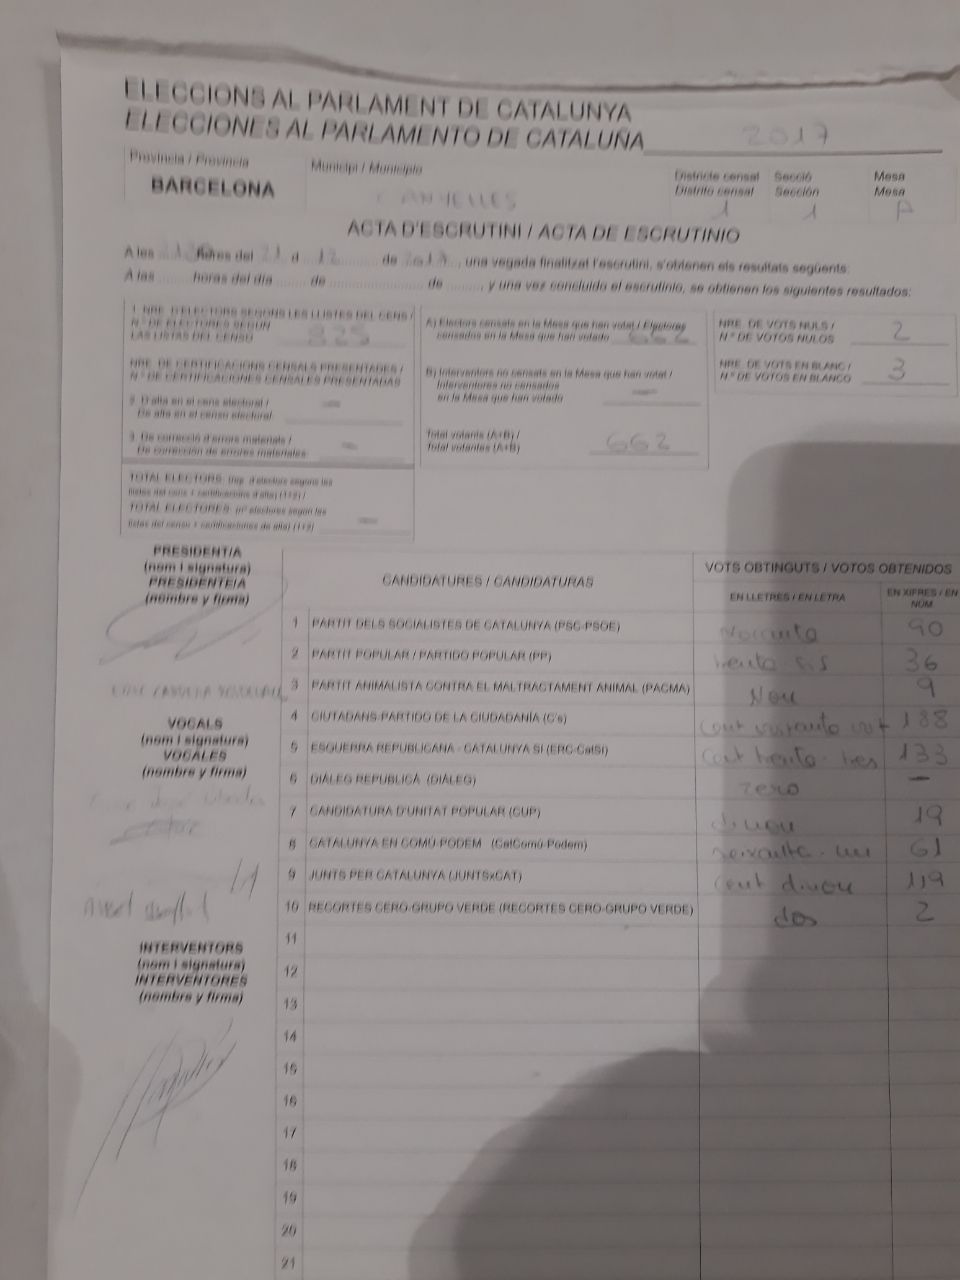 ELECCIONS AL PARLAMENT DE CATALUNYA
ELECCIONES AL PARLAMENTO DE CATALUÑA 2017
Provincia / Provincia Municipi / Municipio Districte censal Secció Mesa
Distrito censal Sección Mesa
BARCELONA CANYELLES 1 1 A
ACTA D'ESCRUTINI / ACTA DE ESCRUTINIO
A les hores del 21 d 12 de 2017, una vegada finalitzat l'escrutini, s'obtenen els resultats següents:
A las horas del día de de , y una vez concluido el escrutinio, se obtienen los siguientes resultados:
1. NRE. D'ELECTORS SEGONS LES LLISTES DEL CENS /
N.º DE ELECTORES SEGÚN
LAS LISTAS DEL CENSO 825
NRE. DE CERTIFICACIONS CENSALS PRESENTADES /
N.º DE CERTIFICACIONES CENSALES PRESENTADAS
2. D'alta en el cens electoral / –
De alta en el censo electoral
3. De correcció d'errors materials / –
De corrección de errores materiales
TOTAL ELECTORS: (nre. d'electors segons les
llistes del cens + certificacions d'alta) (1+2) /
TOTAL ELECTORES: (nº electores según las
listas del censo + certificaciones de alta) (1+2) –
A) Electors censats en la Mesa que han votat / Electores
censados en la Mesa que han votado 662
B) Interventors no censats en la Mesa que han votat /
Interventores no censados
en la Mesa que han votado –
Total votants (A+B) /
Total votantes (A+B) 662
NRE. DE VOTS NULS /
N.º DE VOTOS NULOS 2
NRE. DE VOTS EN BLANC /
N.º DE VOTOS EN BLANCO 3
PRESIDENT/A
(nom i signatura)
PRESIDENTE/A
(nombre y firma)
VOCALS
(nom i signatura)
VOCALES
(nombre y firma)
Albert
INTERVENTORS
(nom i signatura)
INTERVENTORES
(nombre y firma)
CANDIDATURES / CANDIDATURAS VOTS OBTINGUTS / VOTOS OBTENIDOS
EN LLETRES / EN LETRA EN XIFRES / EN NÚM.
1 PARTIT DELS SOCIALISTES DE CATALUNYA (PSC-PSOE) Noranta 90
2 PARTIT POPULAR / PARTIDO POPULAR (PP) trenta sis 36
3 PARTIT ANIMALISTA CONTRA EL MALTRACTAMENT ANIMAL (PACMA) Nou 9
4 CIUTADANS-PARTIDO DE LA CIUDADANÍA (C's) cent vuitanta vuit 188
5 ESQUERRA REPUBLICANA - CATALUNYA SÍ (ERC-CatSí) cent trenta-tres 133
6 DIÀLEG REPUBLICÀ (DIÀLEG) zero –
7 CANDIDATURA D'UNITAT POPULAR (CUP) dinou 19
8 CATALUNYA EN COMÚ-PODEM (CatComú-Podem) seixanta-un 61
9 JUNTS PER CATALUNYA (JUNTSxCAT) cent dinou 119
10 RECORTES CERO-GRUPO VERDE (RECORTES CERO-GRUPO VERDE) dos 2
11
12
13
14
15
16
17
18
19
20
21